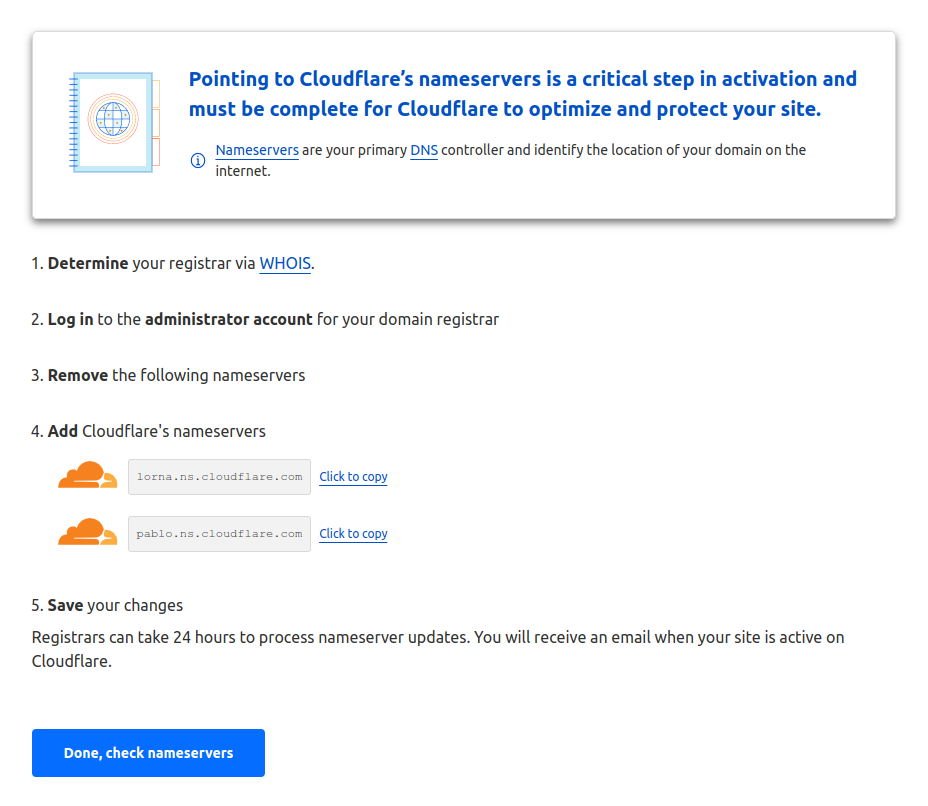 Pointing to Cloudflare’s nameservers is a critical step in activation and
must be complete for Cloudflare to optimize and protect your site.
Nameservers are your primary DNS controller and identify the location of your domain on the
internet.
1. Determine your registrar via WHOIS.
2. Log in to the administrator account for your domain registrar
3. Remove the following nameservers
4. Add Cloudflare's nameservers
lorna.ns.cloudflare.com Click to copy
pablo.ns.cloudflare.com Click to copy
5. Save your changes
Registrars can take 24 hours to process nameserver updates. You will receive an email when your site is active on
Cloudflare.
Done, check nameservers